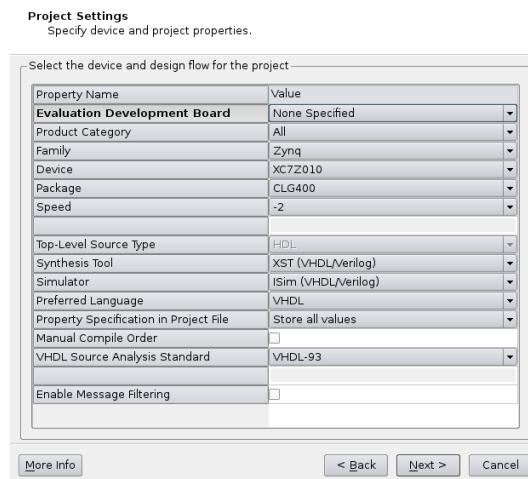 Project Settings
Specify device and project properties.
Select the device and design flow for the project
Property Name Value
Evaluation Development Board None Specified
Product Category All
Family Zynq
Device XC7Z010
Package CLG400
Speed -2
Top-Level Source Type HDL
Synthesis Tool XST (VHDL/Verilog)
Simulator ISim (VHDL/Verilog)
Preferred Language VHDL
Property Specification in Project File Store all values
Manual Compile Order
VHDL Source Analysis Standard VHDL-93
Enable Message Filtering
More Info < Back Next > Cancel